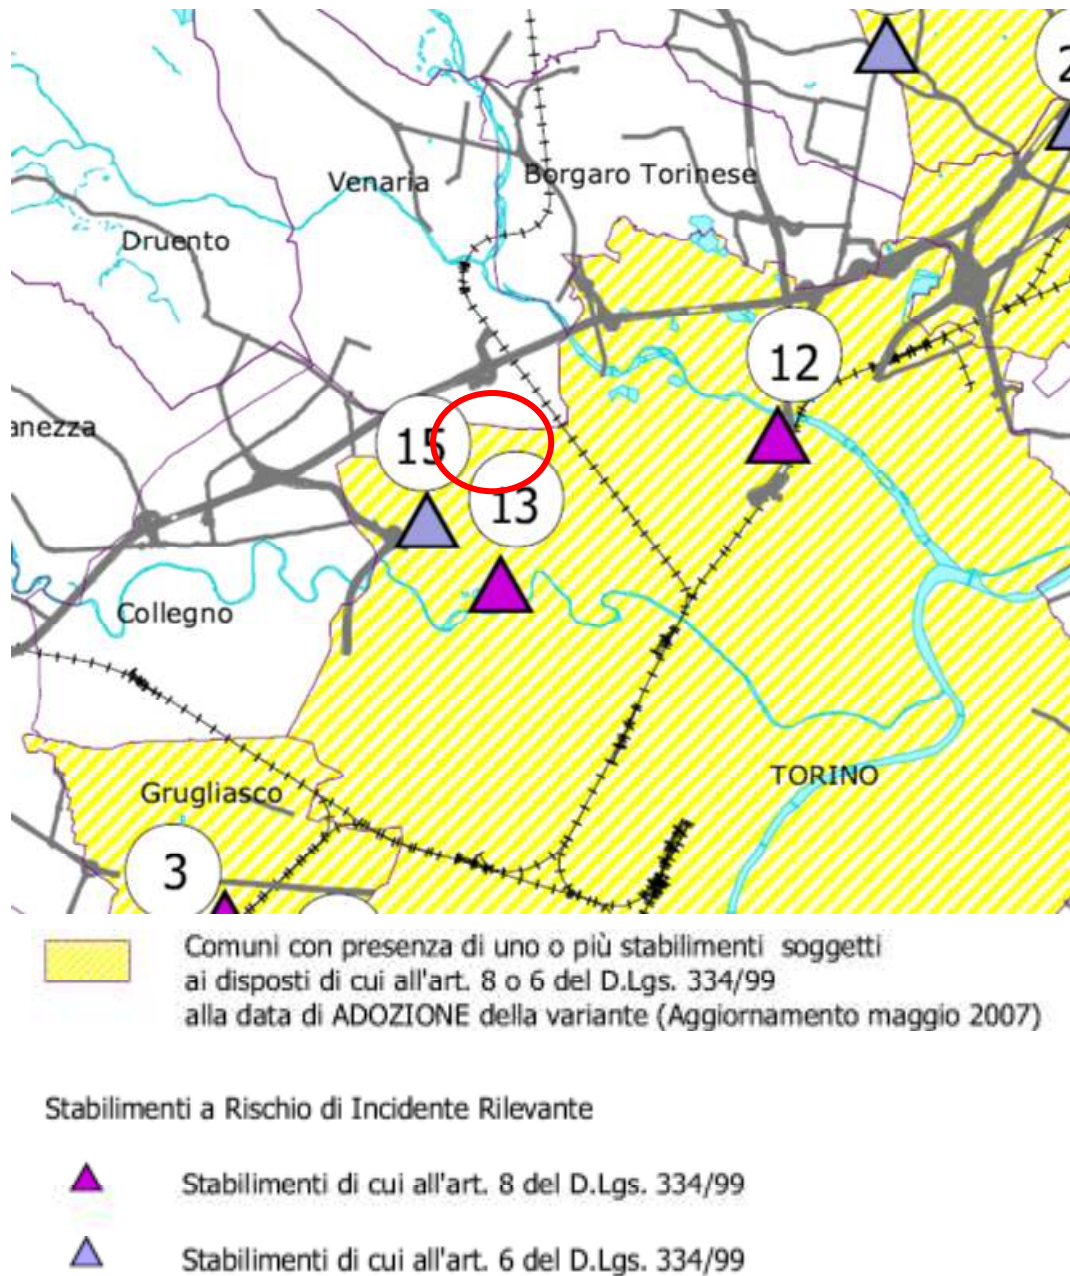 2
Venaria
Borgaro Torinese
Druento
12
anezza
15
13
Collegno
TORINO
Grugliasco
3
Comuni con presenza di uno o più stabilimenti soggetti
ai disposti di cui all'art. 8 o 6 del D.Lgs. 334/99
alla data di ADOZIONE della variante (Aggiornamento maggio 2007)
Stabilimenti a Rischio di Incidente Rilevante
Stabilimenti di cui all'art. 8 del D.Lgs. 334/99
Stabilimenti di cui all'art. 6 del D.Lgs. 334/99